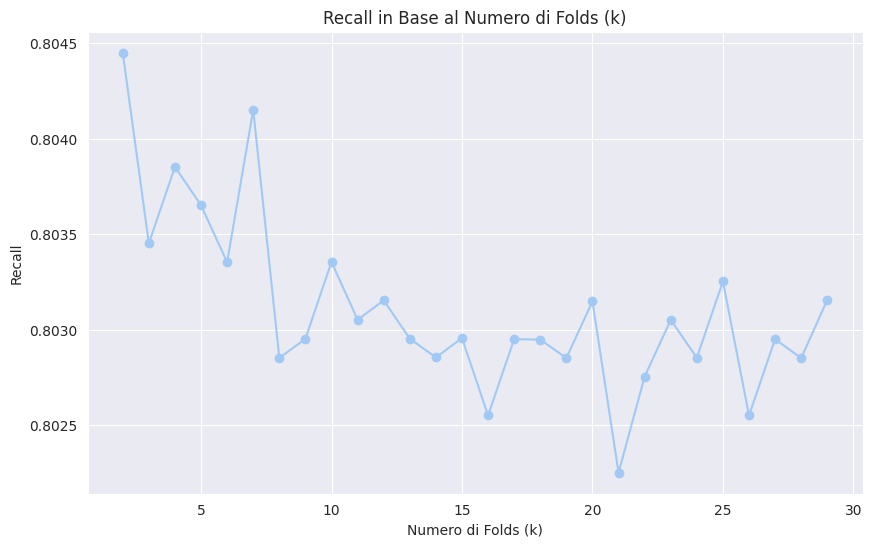 Recall in Base al Numero di Folds (k)
0.8045
0.8040
0.8035
0.8030
0.8025
Recall
5 10 15 20 25 30
Numero di Folds (k)